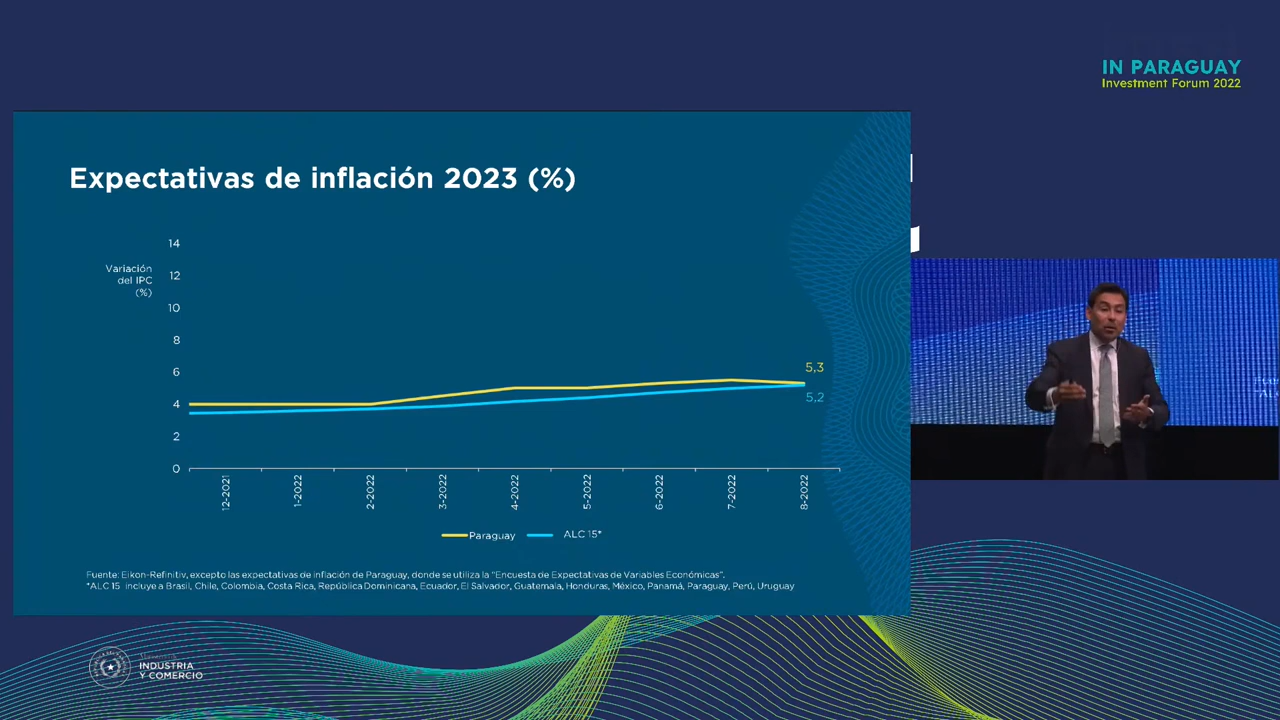 IN PARAGUAY
Investment Forum 2022
Expectativas de inflación 2023 (%)
Variación
del IPC
(%)
14
12
10
8
6
4
2
0
5,3
5,2
12-2021
1-2022
2-2022
3-2022
4-2022
5-2022
6-2022
7-2022
8-2022
Paraguay
ALC 15*
Fuente: Eikon-Refinitiv, excepto las expectativas de inflación de Paraguay, donde se utiliza la "Encuesta de Expectativas de Variables Económicas".
*ALC 15 incluye a Brasil, Chile, Colombia, Costa Rica, República Dominicana, Ecuador, El Salvador, Guatemala, Honduras, México, Panamá, Paraguay, Perú, Uruguay
INDUSTRIA
Y COMERCIO